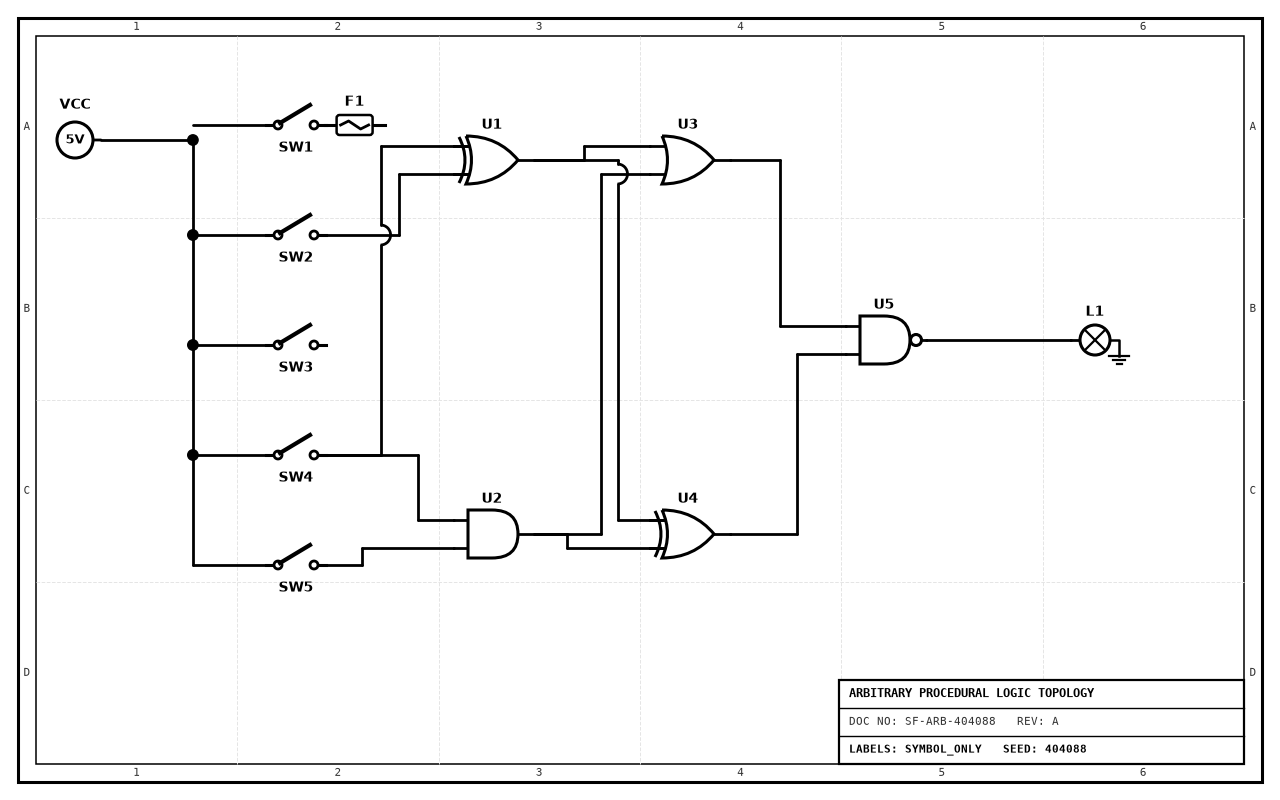 1 2 3 4 5 6
VCC
5V
F1
SW1
U1
U3
A A
SW2
U5
L1
B B
SW3
SW4
U2
U4
C C
SW5
D D
ARBITRARY PROCEDURAL LOGIC TOPOLOGY
DOC NO: SF-ARB-404088 REV: A
LABELS: SYMBOL_ONLY SEED: 404088
1 2 3 4 5 6